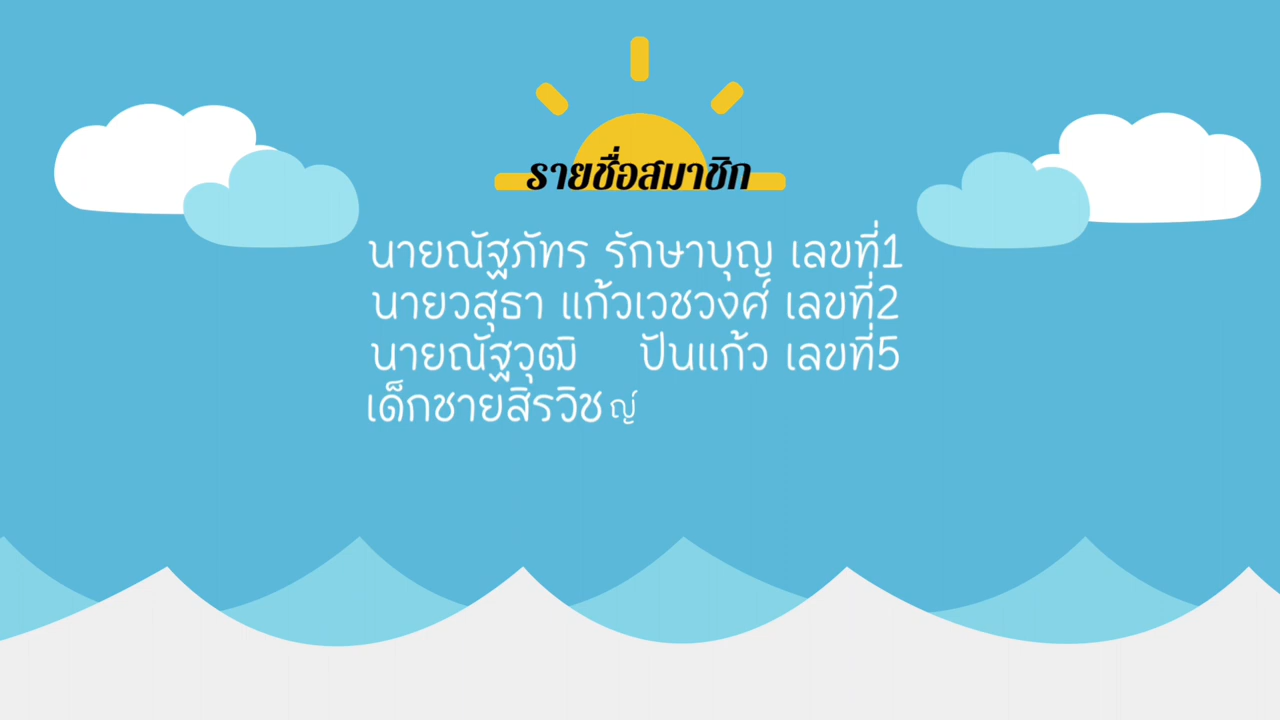 รายชื่อสมาชิก
นายณัฐภัทร รักษาบุญ เลขที่1
นายวสุธา แก้วเวชวงศ์ เลขที่2
นายณัฐวุฒิ ปันแก้ว เลขที่5
เด็กชายสิรวิชญ์